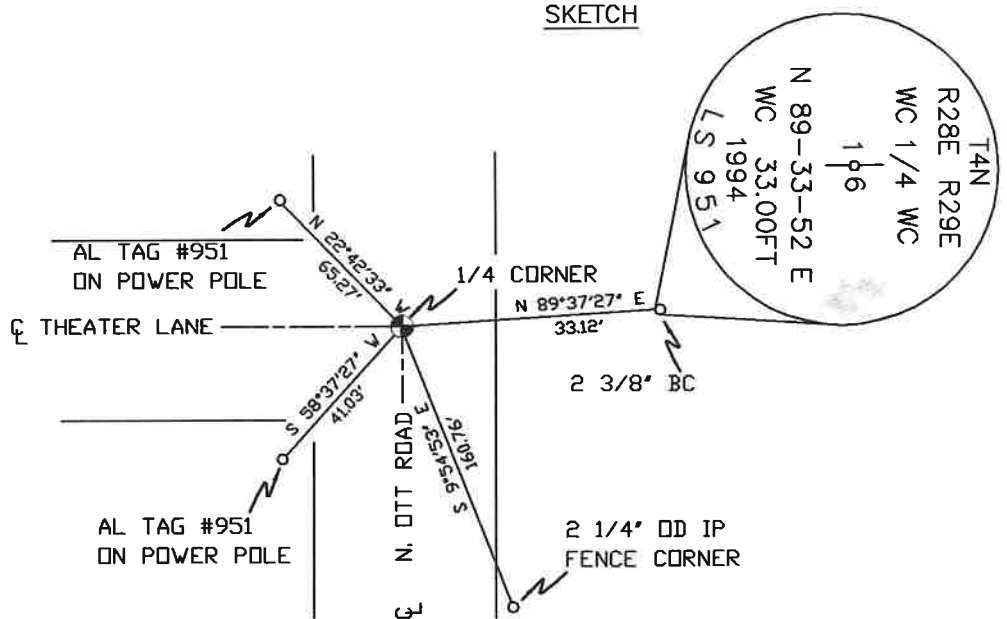 SKETCH
T4N
R28E R29E
WC 1/4 WC
1 6
N 89-33-52 E
WC 33.00FT
1994
LS 951
AL TAG #951
ON POWER POLE
N 22°42'33" W
65.27'
1/4 CORNER
N 89°37'27" E
33.12'
℄ THEATER LANE
2 3/8" BC
S 58°37'27" W
41.03'
S 9°54'53" E
160.76'
℄ N. OTT ROAD
AL TAG #951
ON POWER POLE
2 1/4" OD IP
FENCE CORNER